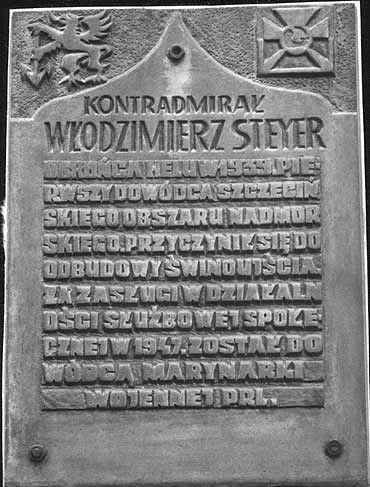 KONTRADMIRAŁ
WŁODZIMIERZ STEYER
OBROŃCA HELU W 1939. PIE
RWSZY DOWÓDCA SZCZECIŃ
SKIEGO OBSZARU NADMOR
SKIEGO. PRZYCZYNIŁ SIĘ DO
ODBUDOWY ŚWINOUJŚCIA.
ZA ZASŁUGI W DZIAŁALN
OŚCI SŁUŻBOWEJ, SPOŁE-
CZNEJ W 1947. ZOSTAŁ DO
WÓDCĄ MARYNARKI
WOJENNEJ PRL.